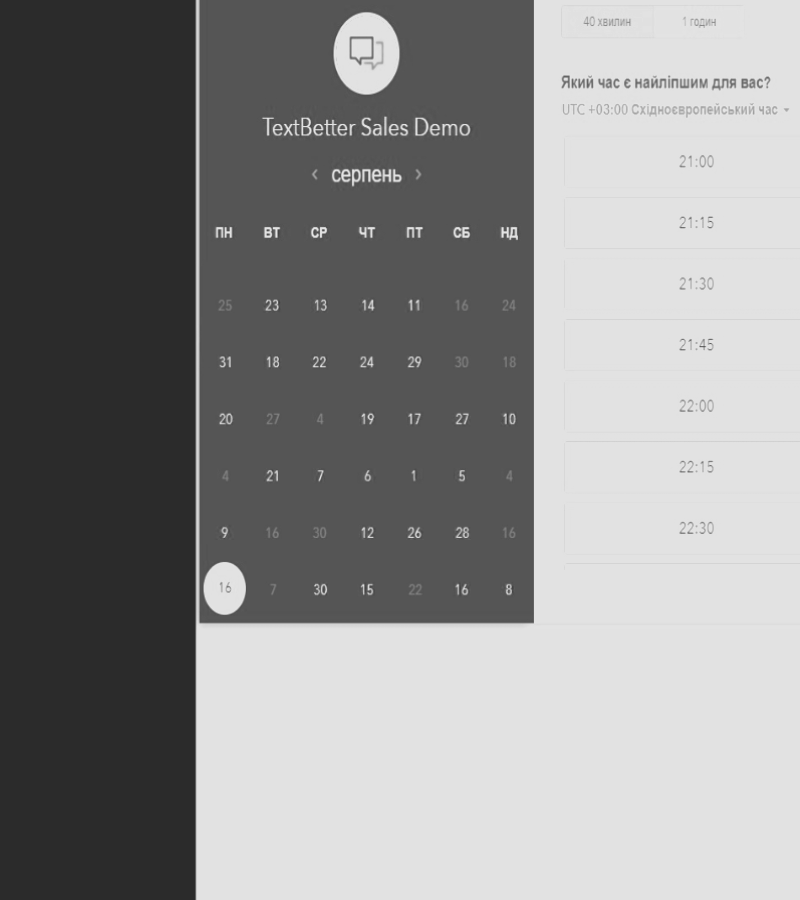 TextBetter Sales Demo
‹ серпень ›
ПН ВТ СР ЧТ ПТ СБ НД
25 23 13 14 11 16 24
31 18 22 24 29 30 18
20 27 4 19 17 27 10
4 21 7 6 1 5 4
9 16 30 12 26 28 16
16 7 30 15 22 16 8
40 хвилин 1 годин
Який час є найліпшим для вас?
UTC +03:00 Східноєвропейський час
21:00
21:15
21:30
21:45
22:00
22:15
22:30